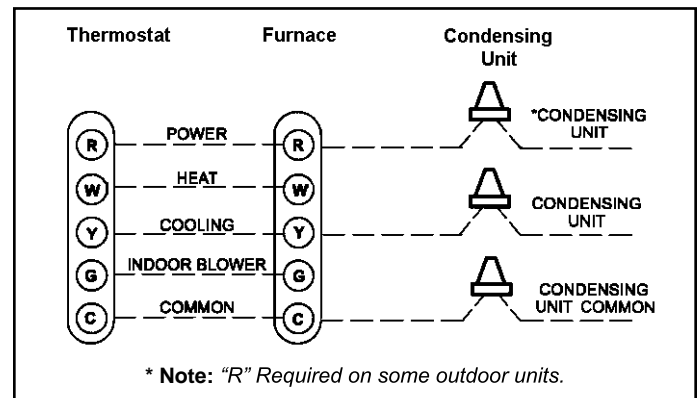 Thermostat Furnace Condensing
Unit
R POWER R *CONDENSING
UNIT
W HEAT W
Y COOLING Y CONDENSING
UNIT
G INDOOR BLOWER G
C COMMON C CONDENSING
UNIT COMMON
* Note: “R” Required on some outdoor units.